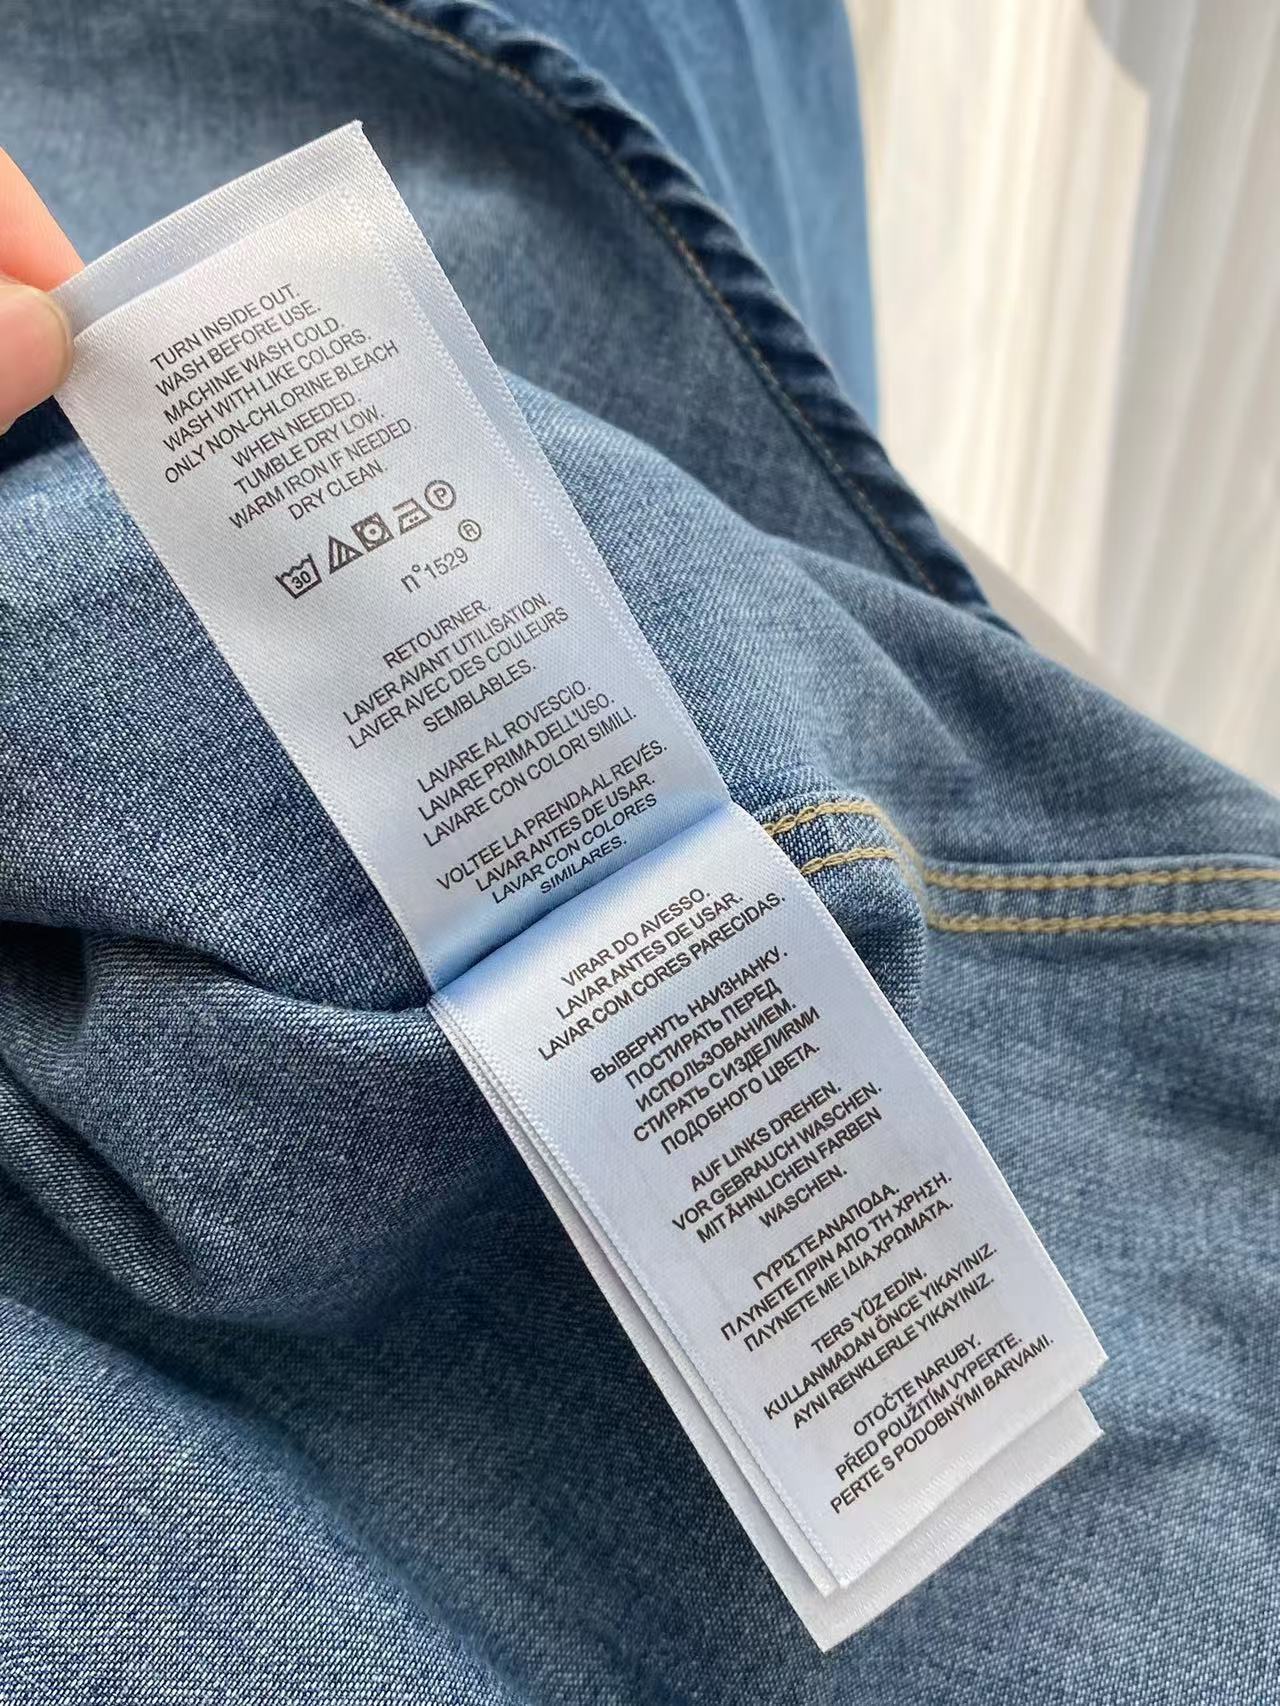 TURN INSIDE OUT.
WASH BEFORE USE.
MACHINE WASH COLD.
WASH WITH LIKE COLORS.
ONLY NON-CHLORINE BLEACH
WHEN NEEDED.
TUMBLE DRY LOW.
WARM IRON IF NEEDED.
DRY CLEAN.
30 P
n°1529®
RETOURNER.
LAVER AVANT UTILISATION.
LAVER AVEC DES COULEURS
SEMBLABLES.
LAVARE AL ROVESCIO.
LAVARE PRIMA DELL'USO.
LAVARE CON COLORI SIMILI.
VOLTEE LA PRENDA AL REVÉS.
LAVAR ANTES DE USAR.
LAVAR CON COLORES
SIMILARES.
VIRAR DO AVESSO.
LAVAR ANTES DE USAR.
LAVAR COM CORES PARECIDAS.
ВЫВЕРНУТЬ НАИЗНАНКУ.
ПОСТИРАТЬ ПЕРЕД
ИСПОЛЬЗОВАНИЕМ.
СТИРАТЬ С ИЗДЕЛИRМИ
ПОДОБНОГО ЦВЕТА.
AUF LINKS DREHEN.
VOR GEBRAUCH WASCHEN.
MIT ÄHNLICHEN FARBEN
WASCHEN.
ΓΥΡΙΣΤΕ ΑΝΑΠΟΔΑ.
ΠΛΥΝΕΤΕ ΠΡΙΝ ΑΠΟ ΤΗ ΧΡΗΣΗ.
ΠΛΥΝΕΤΕ ΜΕ ΙΔΙΑ ΧΡΩΜΑΤΑ.
TERS YÜZ EDİN.
KULLANMADAN ÖNCE YIKAYINIZ.
AYNI RENKLERLE YIKAYINIZ.
OTOČTE NARUBY.
PŘED POUŽITÍM VYPERTE.
PERTE S PODOBNÝMI BARVAMI.